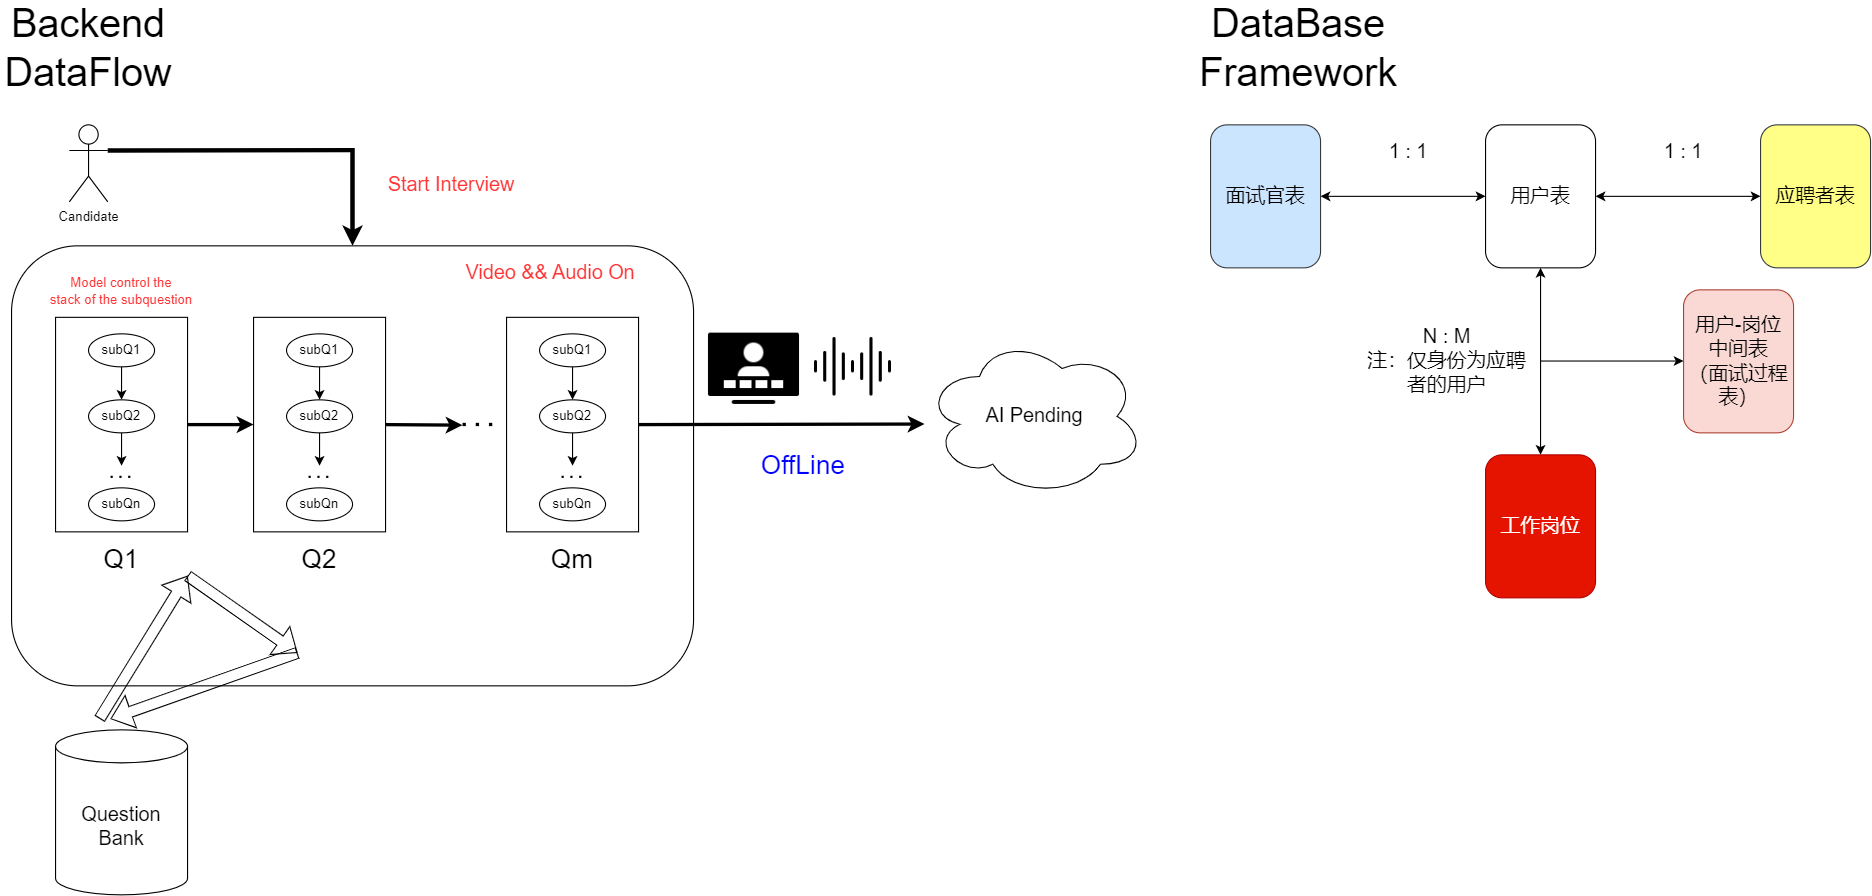 Backend
DataFlow
Candidate
Start Interview
Video && Audio On
Model control the
stack of the subquestion
subQ1
subQ2
...
subQn
Q1
subQ1
subQ2
...
subQn
Q2
...
subQ1
subQ2
...
subQn
Qm
OffLine
AI Pending
Question
Bank
DataBase
Framework
面试官表
1 : 1
用户表
1 : 1
应聘者表
N : M
注：仅身份为应聘
者的用户
用户-岗位
中间表
（面试过程
表）
工作岗位